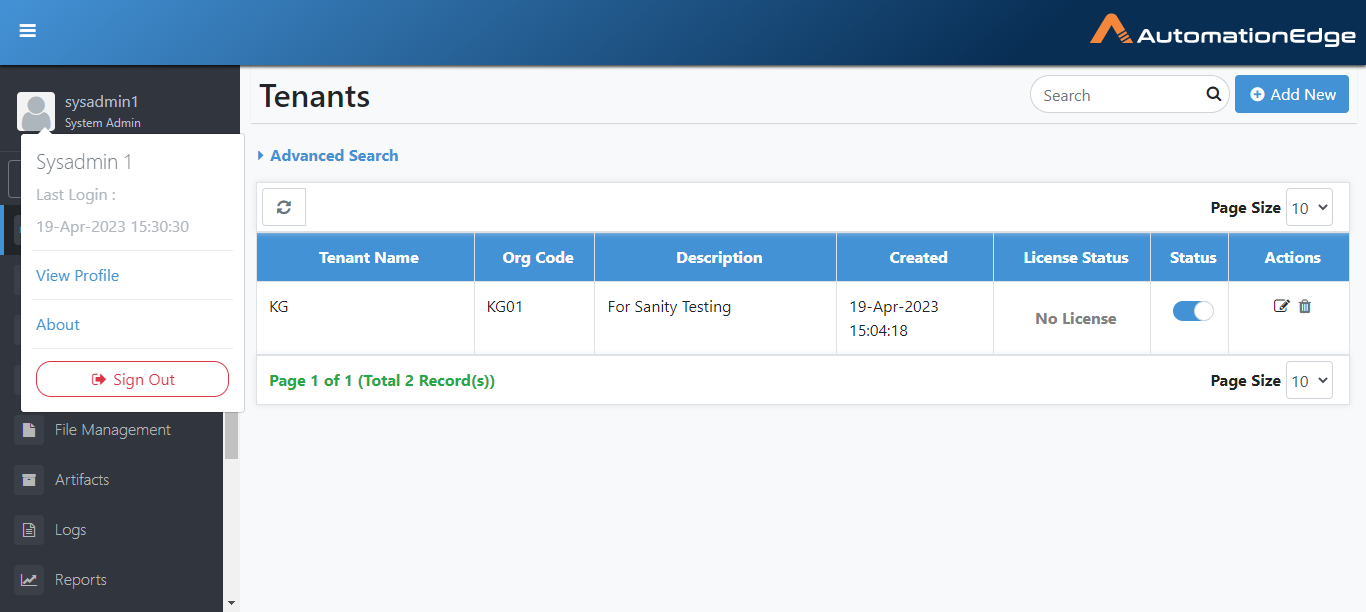 AutomationEdge
sysadmin1
System Admin
Sysadmin 1
Last Login :
19-Apr-2023 15:30:30
View Profile
About
Sign Out
File Management
Artifacts
Logs
Reports
Tenants
Search
Add New
Advanced Search
Page Size 10
Tenant Name Org Code Description Created License Status Status Actions
KG KG01 For Sanity Testing 19-Apr-2023
15:04:18 No License
Page 1 of 1 (Total 2 Record(s))
Page Size 10